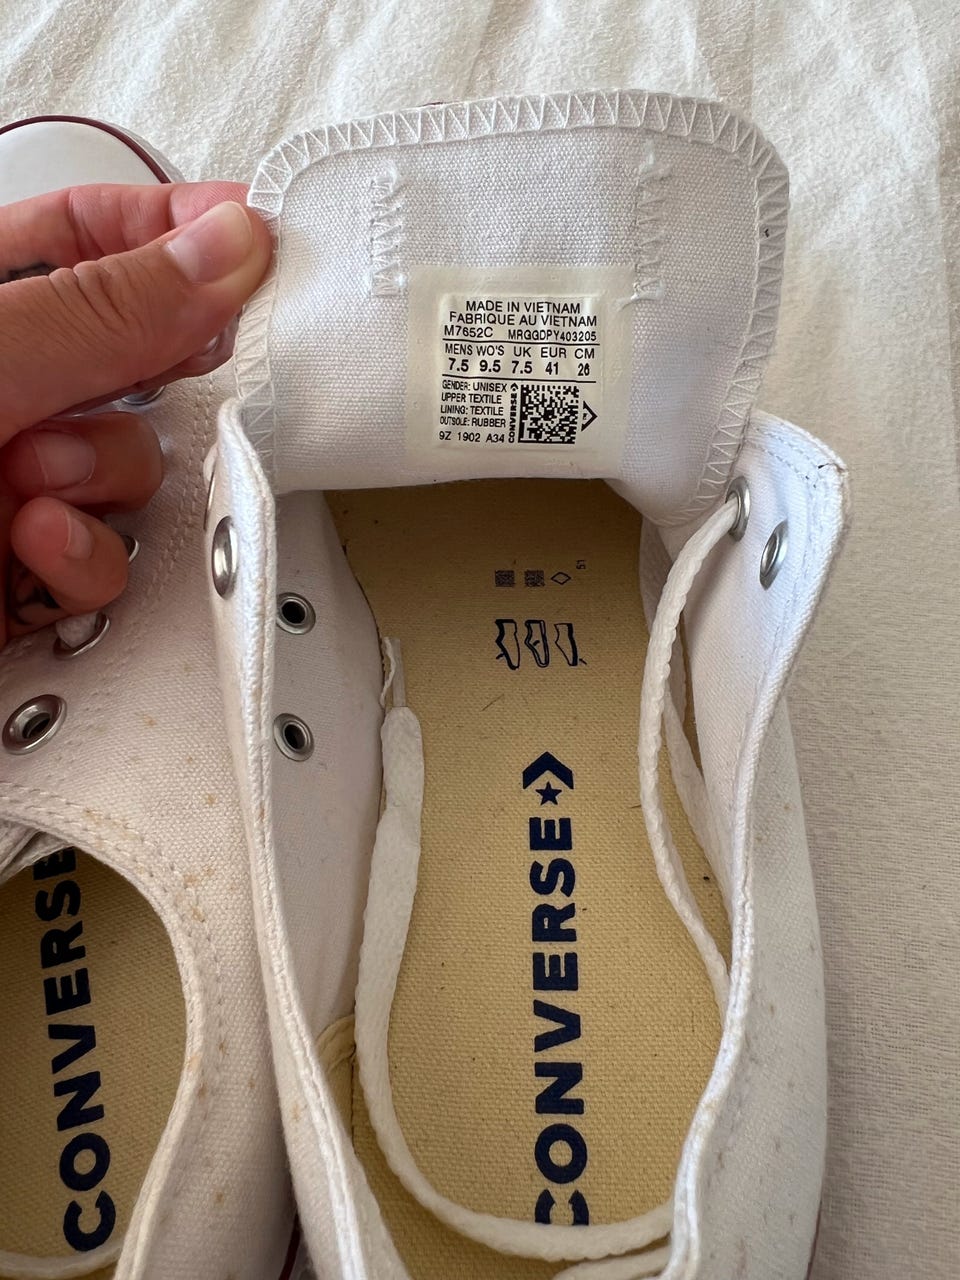 MADE IN VIETNAM
FABRIQUE AU VIETNAM
M7652C MRGGDPY403205
MENS WO'S UK EUR CM
7.5 9.5 7.5 41 26
GENDER: UNISEX
UPPER TEXTILE
LINING: TEXTILE
OUTSOLE: RUBBER
9Z 1902 A34
CONVERSE
51
CONVERSE
CONVERSE